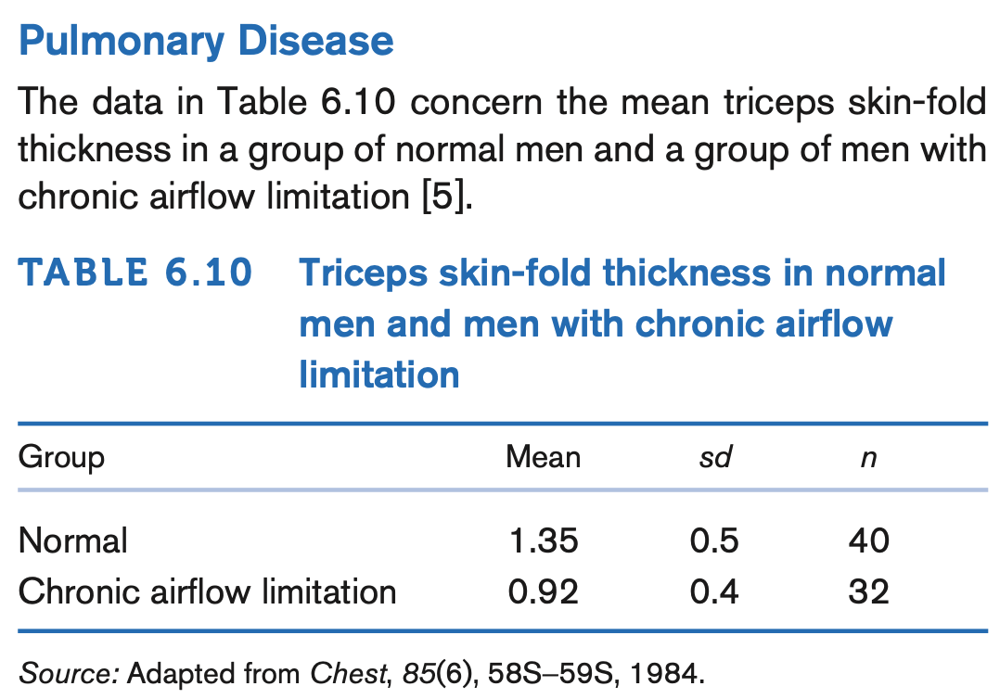 Pulmonary Disease
The data in Table 6.10 concern the mean triceps skin-fold
thickness in a group of normal men and a group of men with
chronic airflow limitation [5].
TABLE 6.10 Triceps skin-fold thickness in normal
men and men with chronic airflow
limitation
Group Mean sd n
Normal 1.35 0.5 40
Chronic airflow limitation 0.92 0.4 32
Source: Adapted from Chest, 85(6), 58S–59S, 1984.